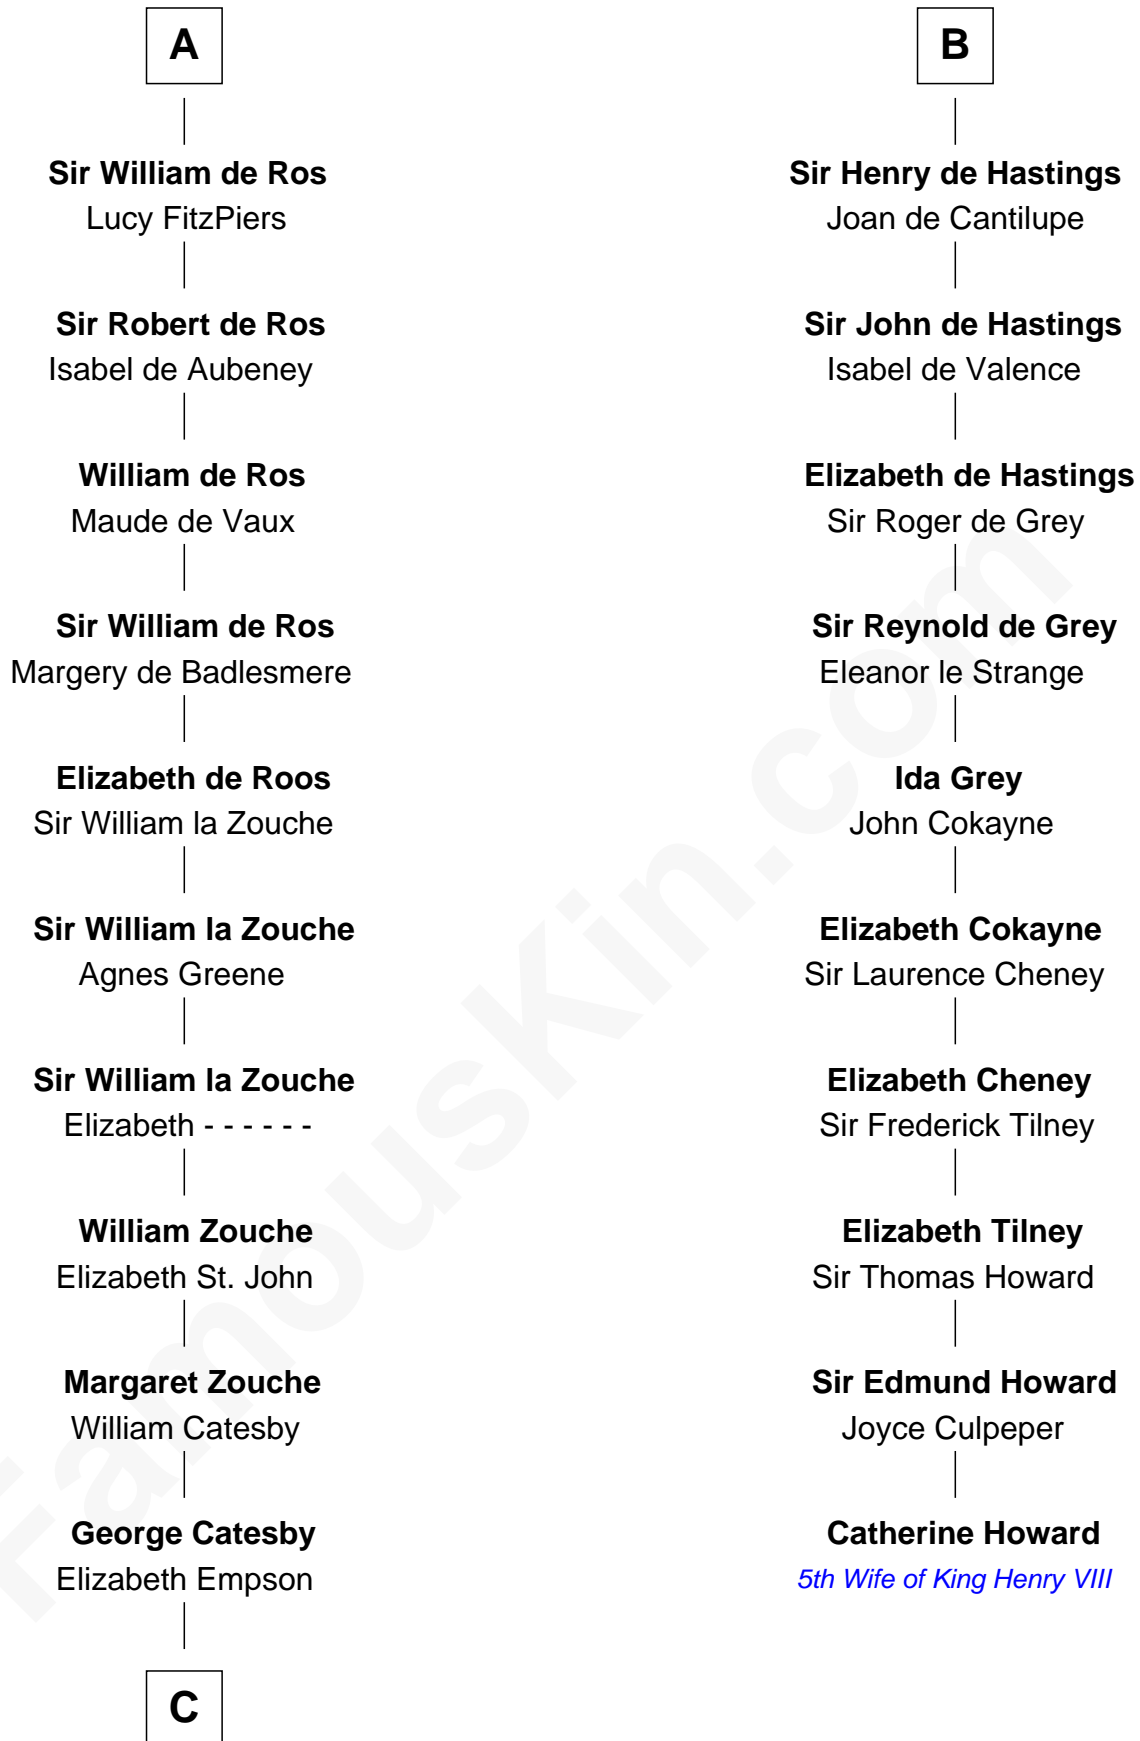 A
Sir William de Ros
Lucy FitzPiers
Sir Robert de Ros
Isabel de Aubeney
William de Ros
Maude de Vaux
Sir William de Ros
Margery de Badlesmere
Elizabeth de Roos
Sir William la Zouche
Sir William la Zouche
Agnes Greene
Sir William la Zouche
Elizabeth - - - - - -
William Zouche
Elizabeth St. John
Margaret Zouche
William Catesby
George Catesby
Elizabeth Empson
C
B
Sir Henry de Hastings
Joan de Cantilupe
Sir John de Hastings
Isabel de Valence
Elizabeth de Hastings
Sir Roger de Grey
Sir Reynold de Grey
Eleanor le Strange
Ida Grey
John Cokayne
Elizabeth Cokayne
Sir Laurence Cheney
Elizabeth Cheney
Sir Frederick Tilney
Elizabeth Tilney
Sir Thomas Howard
Sir Edmund Howard
Joyce Culpeper
Catherine Howard
5th Wife of King Henry VIII
FamousKin.com